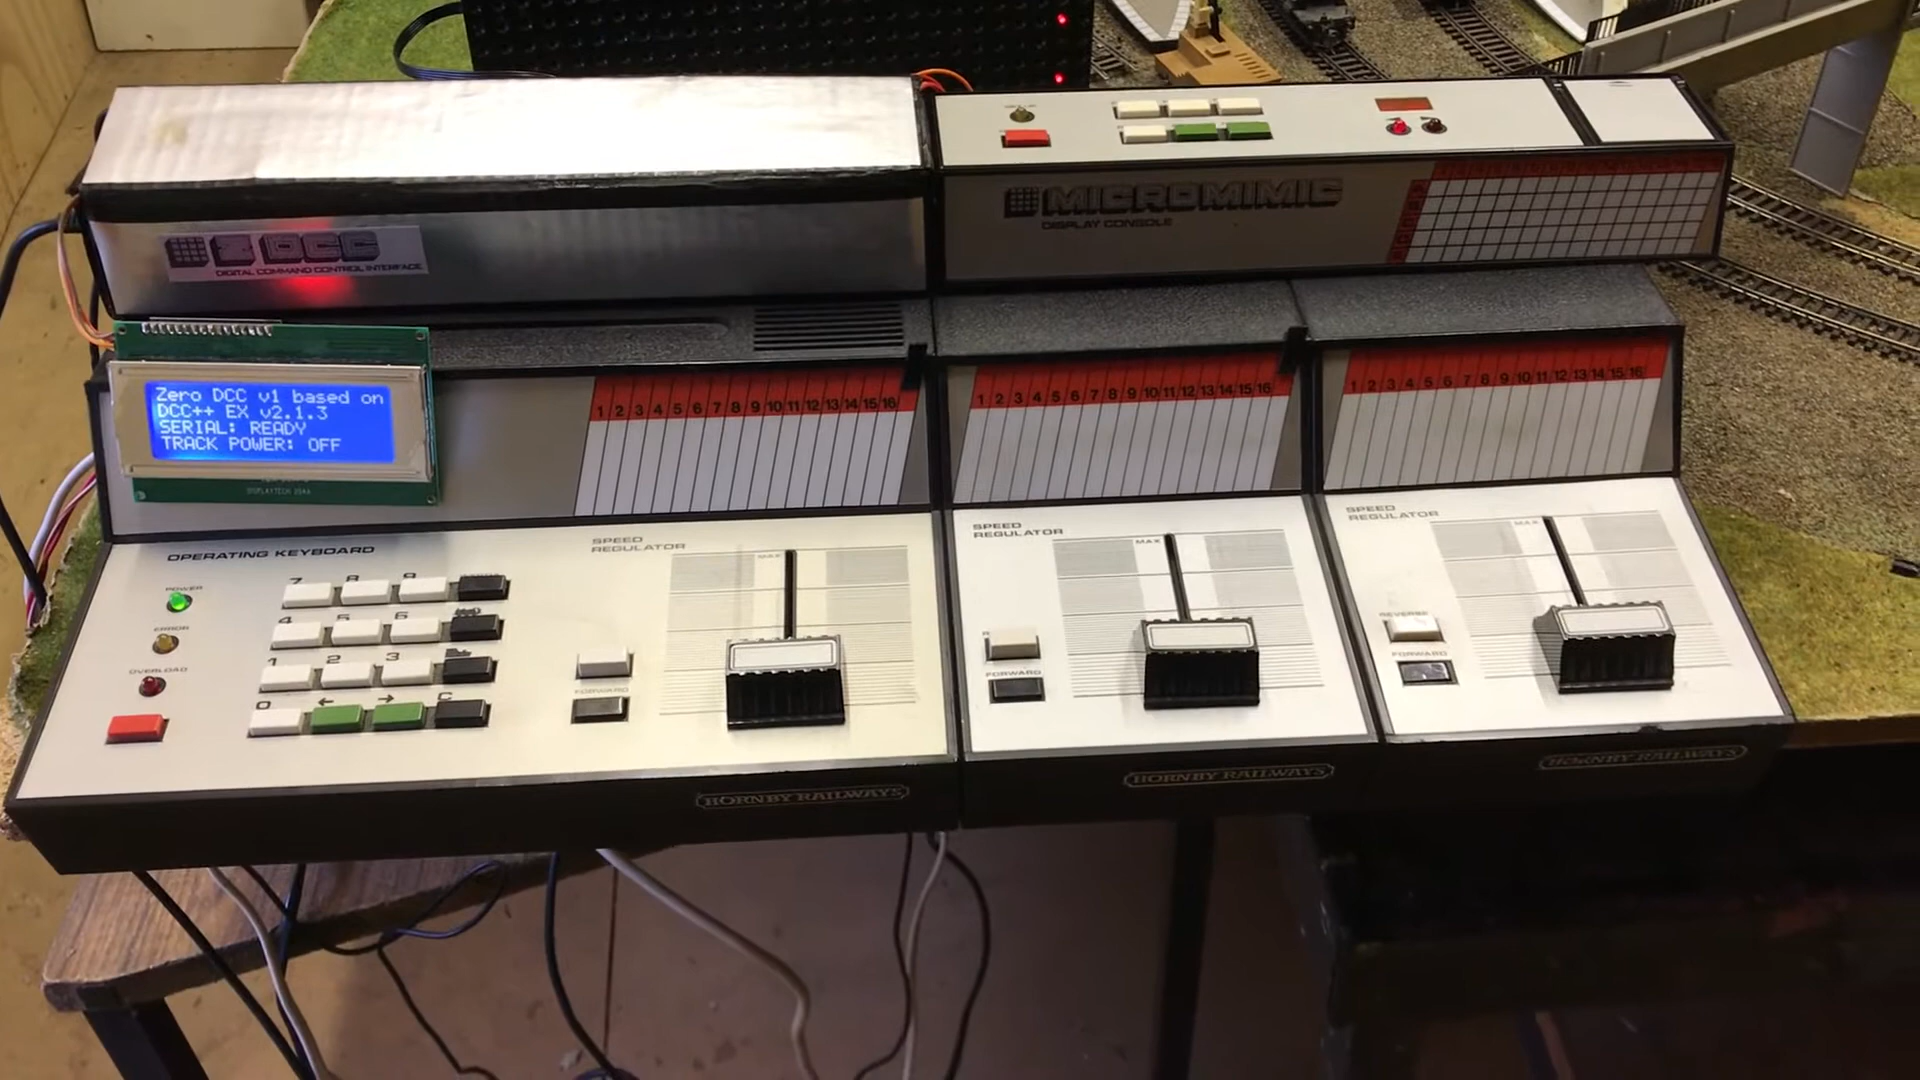 MICROMIMIC
DISPLAY CONSOLE
Z DCC
DIGITAL COMMAND CONTROL INTERFACE
Zero DCC v1 based on
DCC++ EX v2.1.3
SERIAL: READY
TRACK POWER: OFF
1 2 3 4 5 6 7 8 9 10 11 12 13 14 15 16
1 2 3 4 5 6 7 8 9 10 11 12 13 14 15 16
1 2 3 4 5 6 7 8 9 10 11 12 13 14 15 16
OPERATING KEYBOARD
POWER
ERROR
OVERLOAD
7 8 9
4 5 6
1 2 3
0 ← → C
SPEED
REGULATOR
MAX
FORWARD
HORNBY RAILWAYS
SPEED
REGULATOR
MAX
R
FORWARD
HORNBY RAILWAYS
SPEED
REGULATOR
MAX
REVERSE
FORWARD
HORNBY RAILWAYS